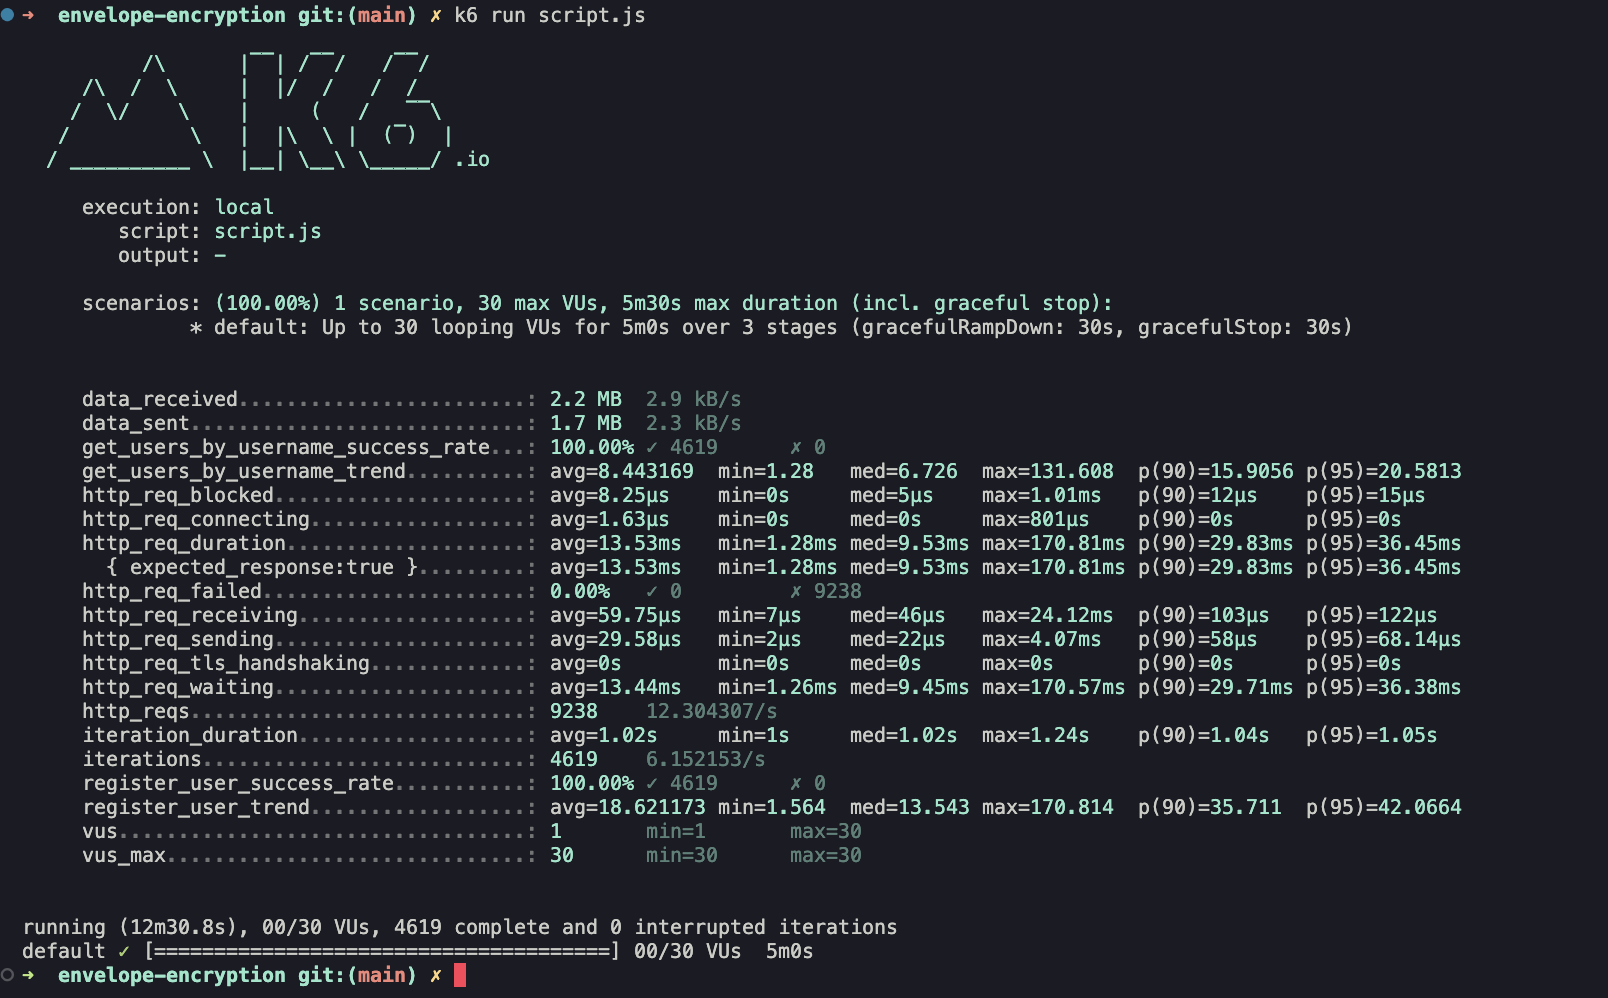 ➜  envelope-encryption git:(main) ✗ k6 run script.js

          /\      |‾‾| /‾‾/   /‾‾/
     /\  /  \     |  |/  /   /  /
    /  \/    \    |     (   /   ‾‾\
   /          \   |  |\  \ |  (‾)  |
  / __________ \  |__| \__\ \_____/ .io

     execution: local
        script: script.js
        output: -

     scenarios: (100.00%) 1 scenario, 30 max VUs, 5m30s max duration (incl. graceful stop):
              * default: Up to 30 looping VUs for 5m0s over 3 stages (gracefulRampDown: 30s, gracefulStop: 30s)

     data_received........................: 2.2 MB  2.9 kB/s
     data_sent............................: 1.7 MB  2.3 kB/s
     get_users_by_username_success_rate...: 100.00% ✓ 4619      ✗ 0
     get_users_by_username_trend..........: avg=8.443169  min=1.28   med=6.726  max=131.608  p(90)=15.9056 p(95)=20.5813
     http_req_blocked.....................: avg=8.25µs    min=0s     med=5µs    max=1.01ms   p(90)=12µs    p(95)=15µs
     http_req_connecting..................: avg=1.63µs    min=0s     med=0s     max=801µs    p(90)=0s      p(95)=0s
     http_req_duration....................: avg=13.53ms   min=1.28ms med=9.53ms max=170.81ms p(90)=29.83ms p(95)=36.45ms
       { expected_response:true }.........: avg=13.53ms   min=1.28ms med=9.53ms max=170.81ms p(90)=29.83ms p(95)=36.45ms
     http_req_failed......................: 0.00%   ✓ 0         ✗ 9238
     http_req_receiving...................: avg=59.75µs   min=7µs    med=46µs   max=24.12ms  p(90)=103µs   p(95)=122µs
     http_req_sending.....................: avg=29.58µs   min=2µs    med=22µs   max=4.07ms   p(90)=58µs    p(95)=68.14µs
     http_req_tls_handshaking.............: avg=0s        min=0s     med=0s     max=0s       p(90)=0s      p(95)=0s
     http_req_waiting.....................: avg=13.44ms   min=1.26ms med=9.45ms max=170.57ms p(90)=29.71ms p(95)=36.38ms
     http_reqs............................: 9238    12.304307/s
     iteration_duration...................: avg=1.02s     min=1s     med=1.02s  max=1.24s    p(90)=1.04s   p(95)=1.05s
     iterations...........................: 4619    6.152153/s
     register_user_success_rate...........: 100.00% ✓ 4619      ✗ 0
     register_user_trend..................: avg=18.621173 min=1.564  med=13.543 max=170.814  p(90)=35.711  p(95)=42.0664
     vus..................................: 1       min=1       max=30
     vus_max..............................: 30      min=30      max=30

running (12m30.8s), 00/30 VUs, 4619 complete and 0 interrupted iterations
default ✓ [======================================] 00/30 VUs  5m0s
➜  envelope-encryption git:(main) ✗